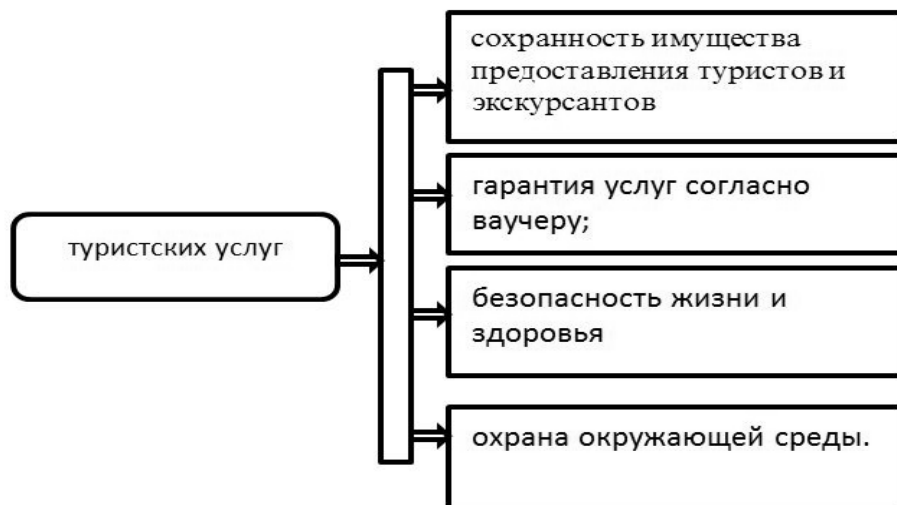 сохранность имущества
предоставления туристов и
экскурсантов
гарантия услуг согласно
ваучеру;
туристских услуг
безопасность жизни и
здоровья
охрана окружающей среды.